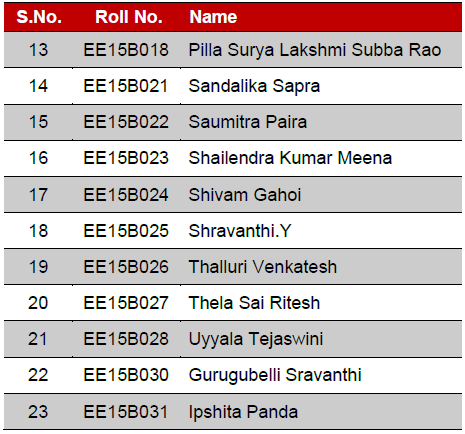 S.No. Roll No. Name
13 EE15B018 Pilla Surya Lakshmi Subba Rao
14 EE15B021 Sandalika Sapra
15 EE15B022 Saumitra Paira
16 EE15B023 Shailendra Kumar Meena
17 EE15B024 Shivam Gahoi
18 EE15B025 Shravanthi.Y
19 EE15B026 Thalluri Venkatesh
20 EE15B027 Thela Sai Ritesh
21 EE15B028 Uyyala Tejaswini
22 EE15B030 Gurugubelli Sravanthi
23 EE15B031 Ipshita Panda